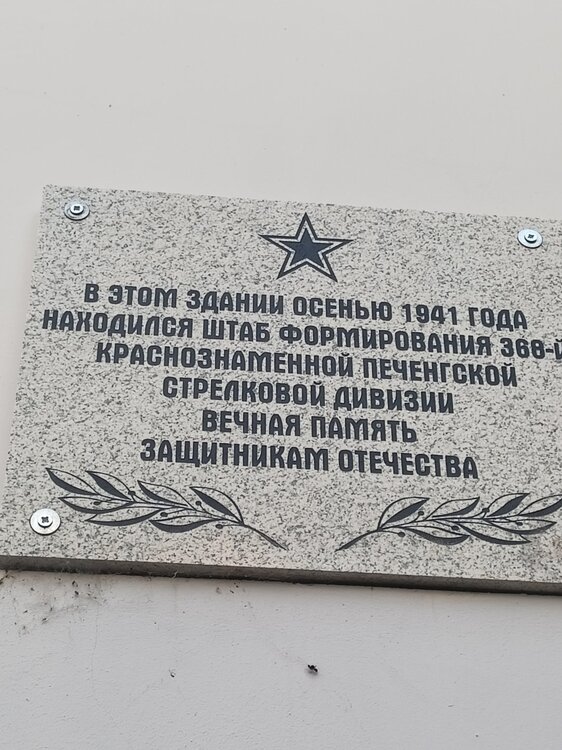 В ЭТОМ ЗДАНИИ ОСЕНЬЮ 1941 ГОДА
НАХОДИЛСЯ ШТАБ ФОРМИРОВАНИЯ 368-Й
КРАСНОЗНАМЕННОЙ ПЕЧЕНГСКОЙ
СТРЕЛКОВОЙ ДИВИЗИИ
ВЕЧНАЯ ПАМЯТЬ
ЗАЩИТНИКАМ ОТЕЧЕСТВА